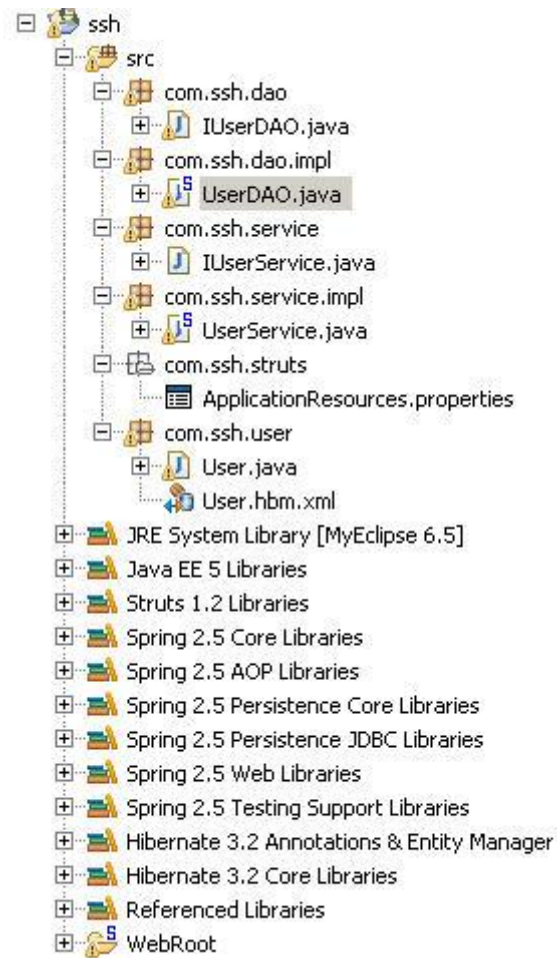 ssh
src
com.ssh.dao
IUserDAO.java
com.ssh.dao.impl
UserDAO.java
com.ssh.service
IUserService.java
com.ssh.service.impl
UserService.java
com.ssh.struts
ApplicationResources.properties
com.ssh.user
User.java
User.hbm.xml
JRE System Library [MyEclipse 6.5]
Java EE 5 Libraries
Struts 1.2 Libraries
Spring 2.5 Core Libraries
Spring 2.5 AOP Libraries
Spring 2.5 Persistence Core Libraries
Spring 2.5 Persistence JDBC Libraries
Spring 2.5 Web Libraries
Spring 2.5 Testing Support Libraries
Hibernate 3.2 Annotations & Entity Manager
Hibernate 3.2 Core Libraries
Referenced Libraries
WebRoot